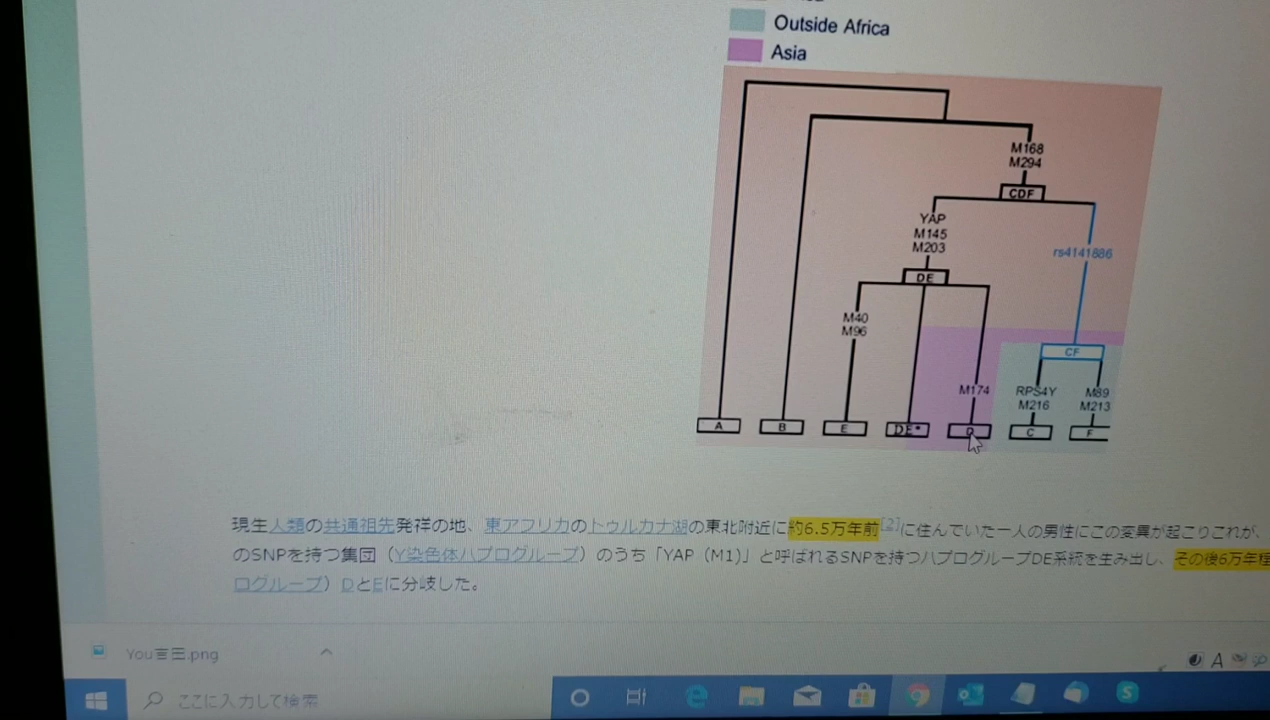 Outside Africa
Asia
M168
M294
CDF
YAP
M145
M203
rs4141886
DE
M40
M96
CF
M174
RPS4Y
M216
M89
M213
A
B
E
DE*
D
C
F
現生人類の共通祖先発祥の地、東アフリカのトゥルカナ湖の東北附近に約6.5万年前[2]に住んでいた一人の男性にこの変異が起こりこれが、
のSNPを持つ集団（Y染色体ハプログループ）のうち「YAP（M1）」と呼ばれるSNPを持つハプログループDE系統を生み出し、その後6万年程
ログループ）DとEに分岐した。
You言田.png
ここに入力して検索
A